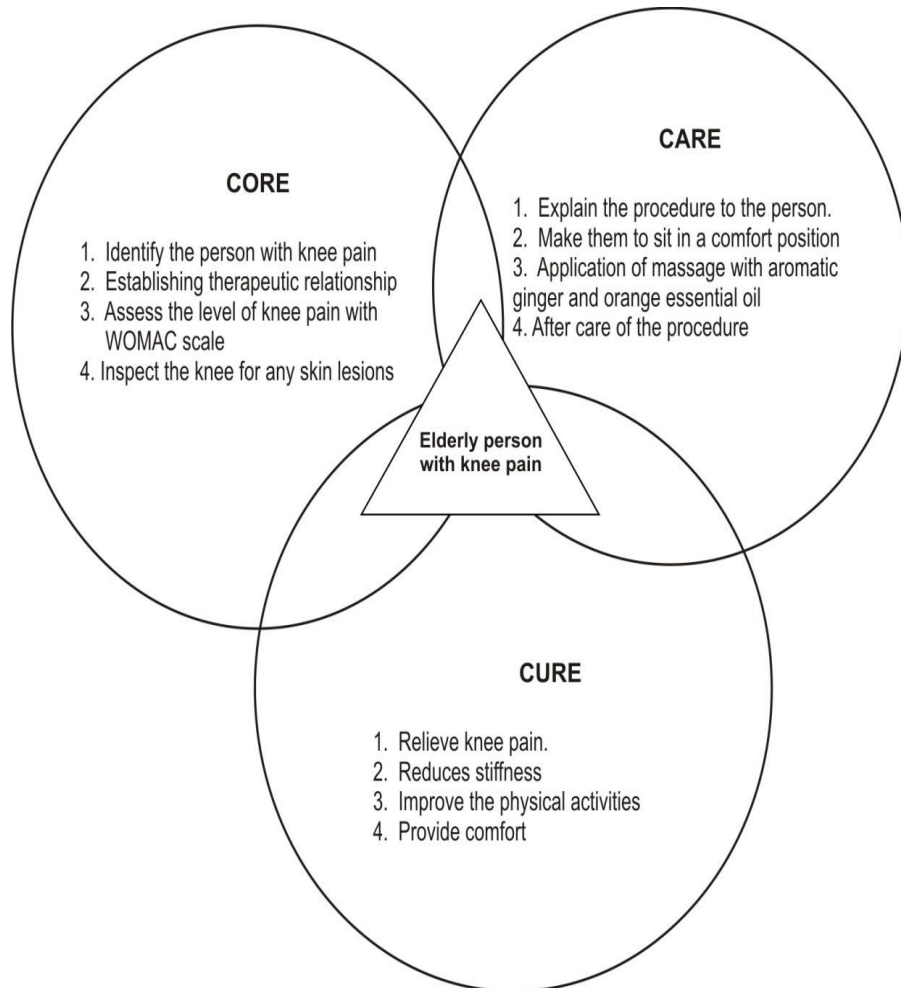 CORE
1. Identify the person with knee pain
2. Establishing therapeutic relationship
3. Assess the level of knee pain with
WOMAC scale
4. Inspect the knee for any skin lesions
CARE
1. Explain the procedure to the person.
2. Make them to sit in a comfort position
3. Application of massage with aromatic
ginger and orange essential oil
4. After care of the procedure
Elderly person
with knee pain
CURE
1. Relieve knee pain.
2. Reduces stiffness
3. Improve the physical activities
4. Provide comfort